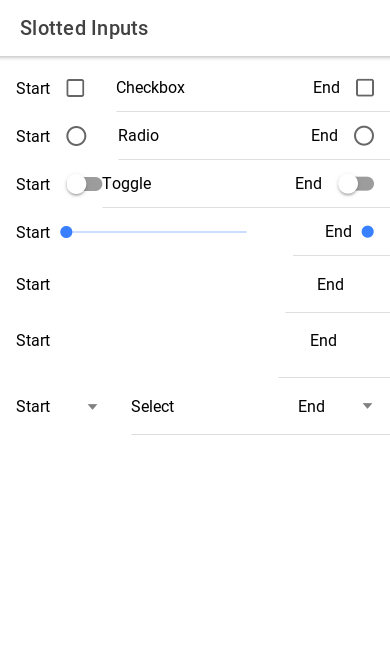 Slotted Inputs
Start Checkbox End
Start Radio End
Start Toggle End
Start End
Start End
Start End
Start Select End